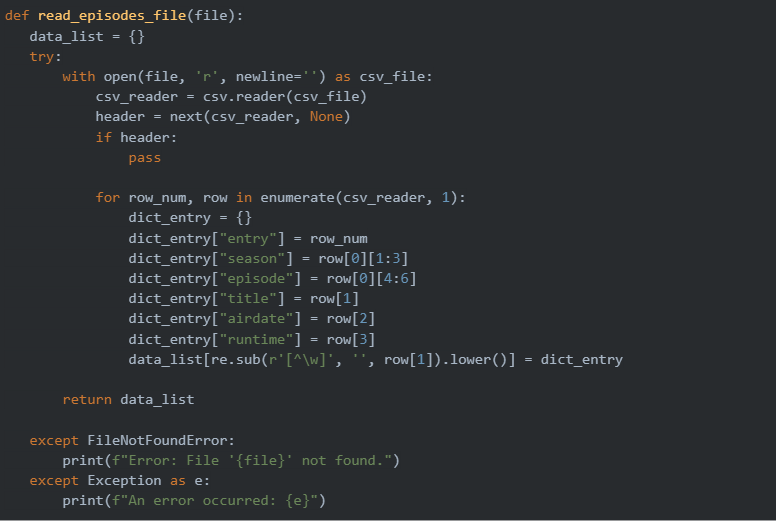 def read_episodes_file(file):
   data_list = {}
   try:
       with open(file, 'r', newline='') as csv_file:
           csv_reader = csv.reader(csv_file)
           header = next(csv_reader, None)
           if header:
               pass

           for row_num, row in enumerate(csv_reader, 1):
               dict_entry = {}
               dict_entry["entry"] = row_num
               dict_entry["season"] = row[0][1:3]
               dict_entry["episode"] = row[0][4:6]
               dict_entry["title"] = row[1]
               dict_entry["airdate"] = row[2]
               dict_entry["runtime"] = row[3]
               data_list[re.sub(r'[^\w]', '', row[1]).lower()] = dict_entry

       return data_list

   except FileNotFoundError:
       print(f"Error: File '{file}' not found.")
   except Exception as e:
       print(f"An error occurred: {e}")